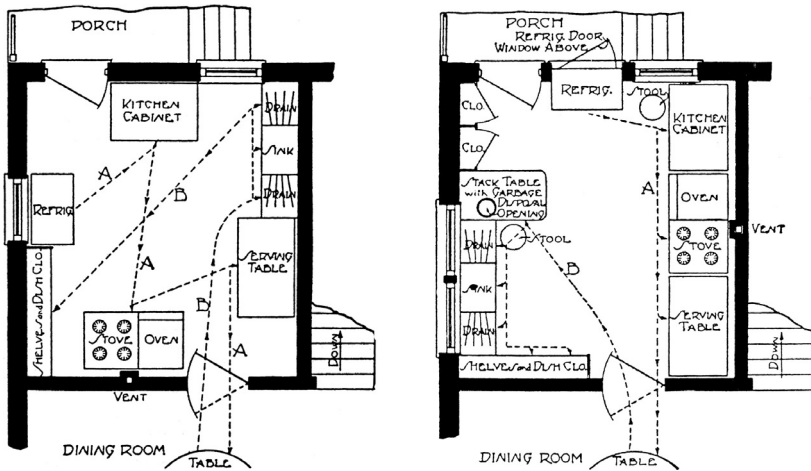 PORCH
KITCHEN
CABINET
DRAIN
SINK
DRAIN
A
B
REFRIG.
A
SERVING
TABLE
SHELVES AND DISH CLO.
STOVE
OVEN
B
A
VENT
DOWN
DINING ROOM
TABLE
PORCH
REFRIG. DOOR
WINDOW ABOVE
CLO.
REFRIG.
STOOL
KITCHEN
CABINET
CLO.
A
STACK TABLE
with GARBAGE
DISPOSAL
OPENING
OVEN
STOOL
STOVE
VENT
DRAIN
B
SINK
SERVING
TABLE
DRAIN
SHELVES AND DISH CLO.
DOWN
DINING ROOM
TABLE